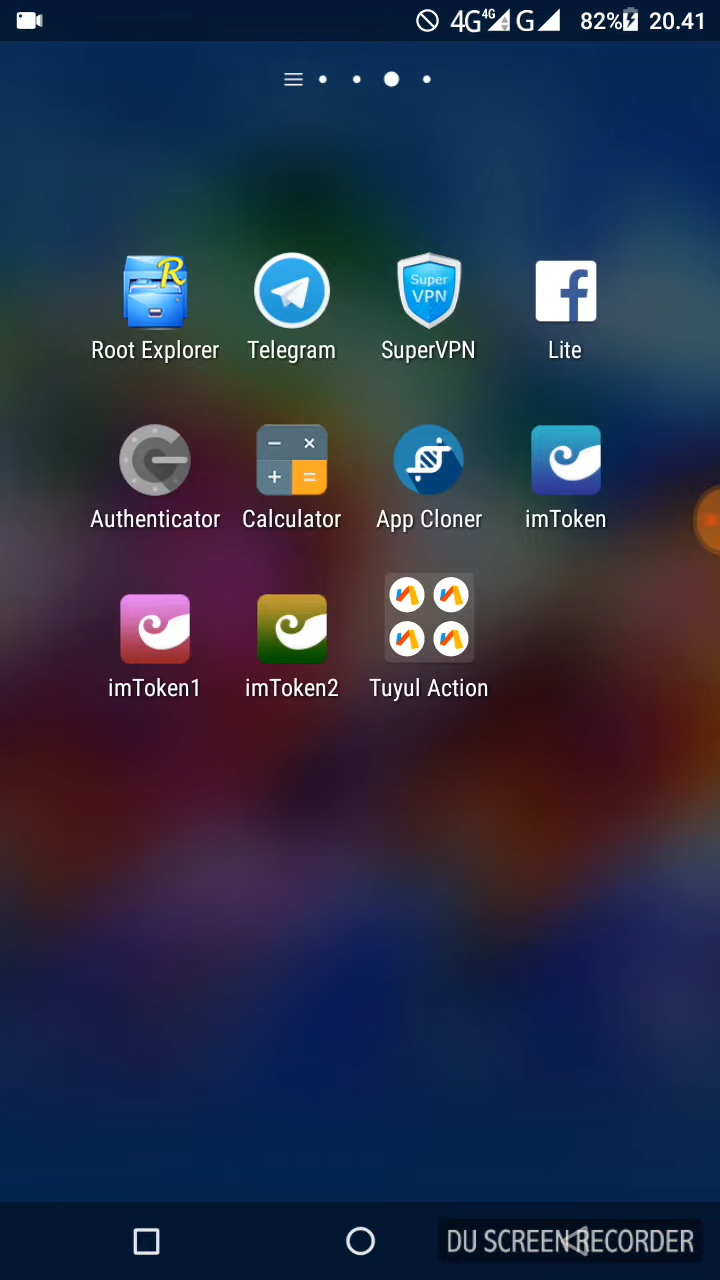 4G 4G G 82% 20.41
R
Super
VPN
Root Explorer Telegram SuperVPN Lite
Authenticator Calculator App Cloner imToken
imToken1 imToken2 Tuyul Action
DU SCREEN RECORDER